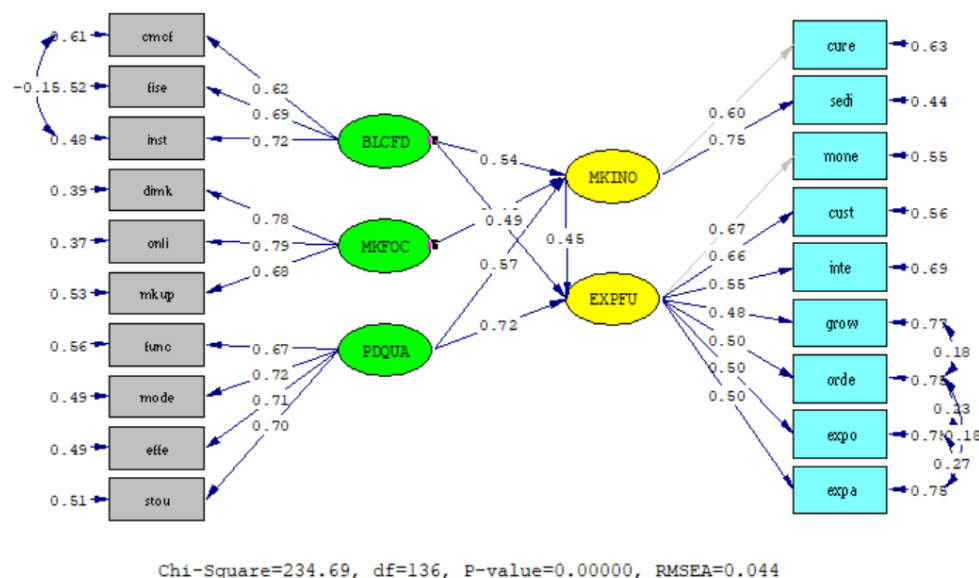 0.61 cmcf
-0.15
0.52 fise
0.48 inst
0.39 dimk
0.37 onli
0.53 mkup
0.56 func
0.49 mode
0.49 effe
0.51 stou
0.62
0.69
0.72
0.78
0.79
0.68
0.67
0.72
0.71
0.70
BLCFD
MKFOC
PDQUA
0.54
0.49
0.57
0.45
0.72
MKINO
EXPFU
0.60
0.75
0.67
0.66
0.55
0.48
0.50
0.50
0.50
cure 0.63
sedi 0.44
mone 0.55
cust 0.56
inte 0.69
grow 0.77
orde 0.75
expo
expa 0.75
0.18
0.23
0.18
0.27
Chi-Square=234.69, df=136, P-value=0.00000, RMSEA=0.044